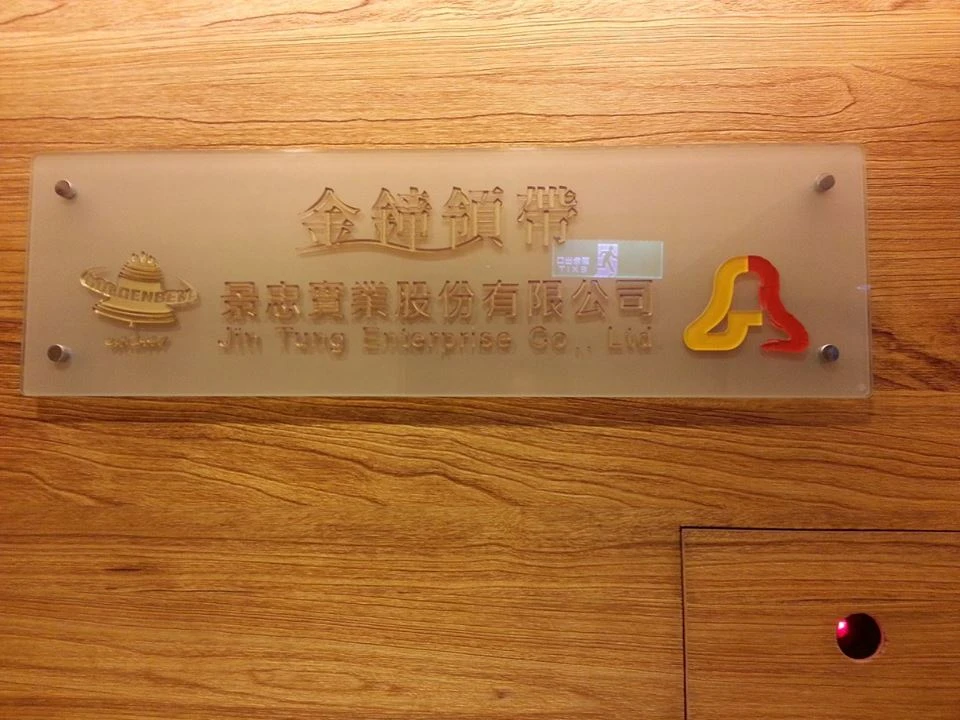 金鐘領帶
GOLDENBELL
景忠實業股份有限公司
Jin Tung Enterprise Co,. Ltd